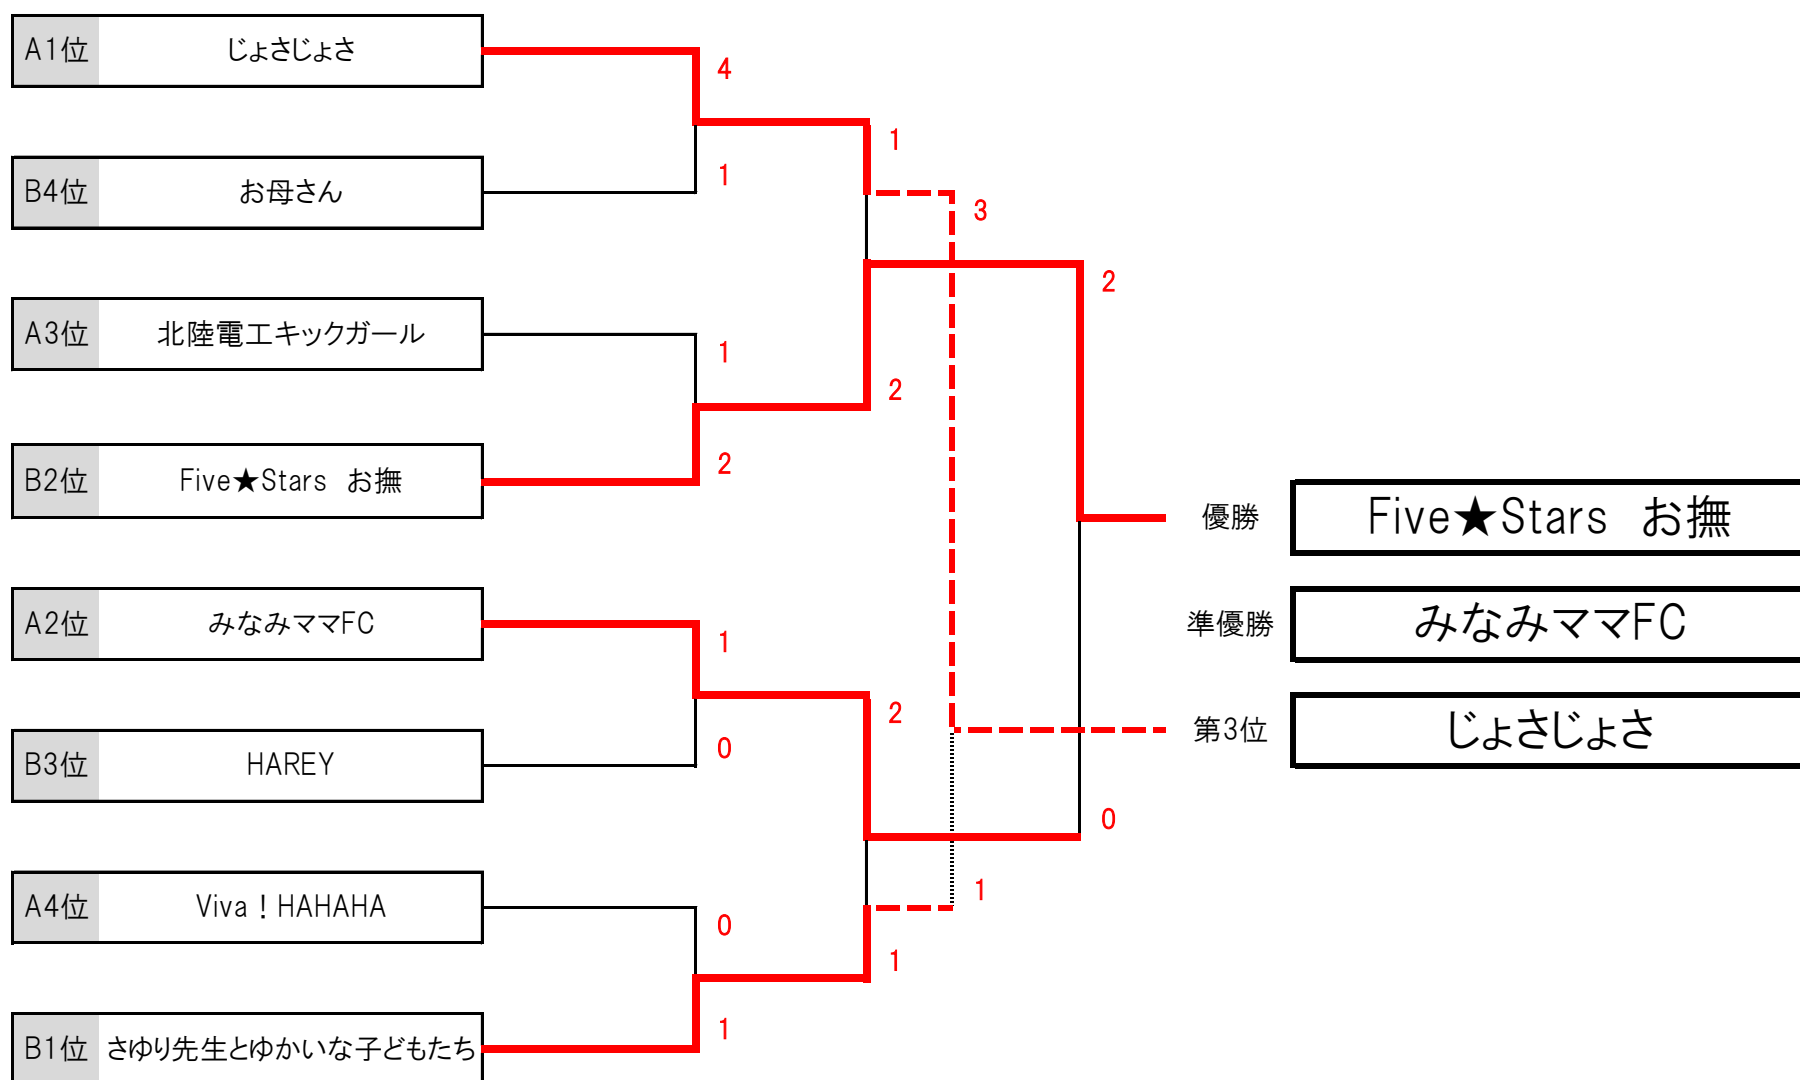 A1位 じょさじょさ
4
1
B4位 お母さん
1
3
2
A3位 北陸電工キックガール
1
2
B2位 Five★Stars　お撫
2
優勝 Five★Stars　お撫
A2位 みなみママFC
1
準優勝 みなみママFC
2
第3位 じょさじょさ
B3位 HAREY
0
0
A4位 Viva！HAHAHA
0
1
1
B1位 さゆり先生とゆかいな子どもたち
1